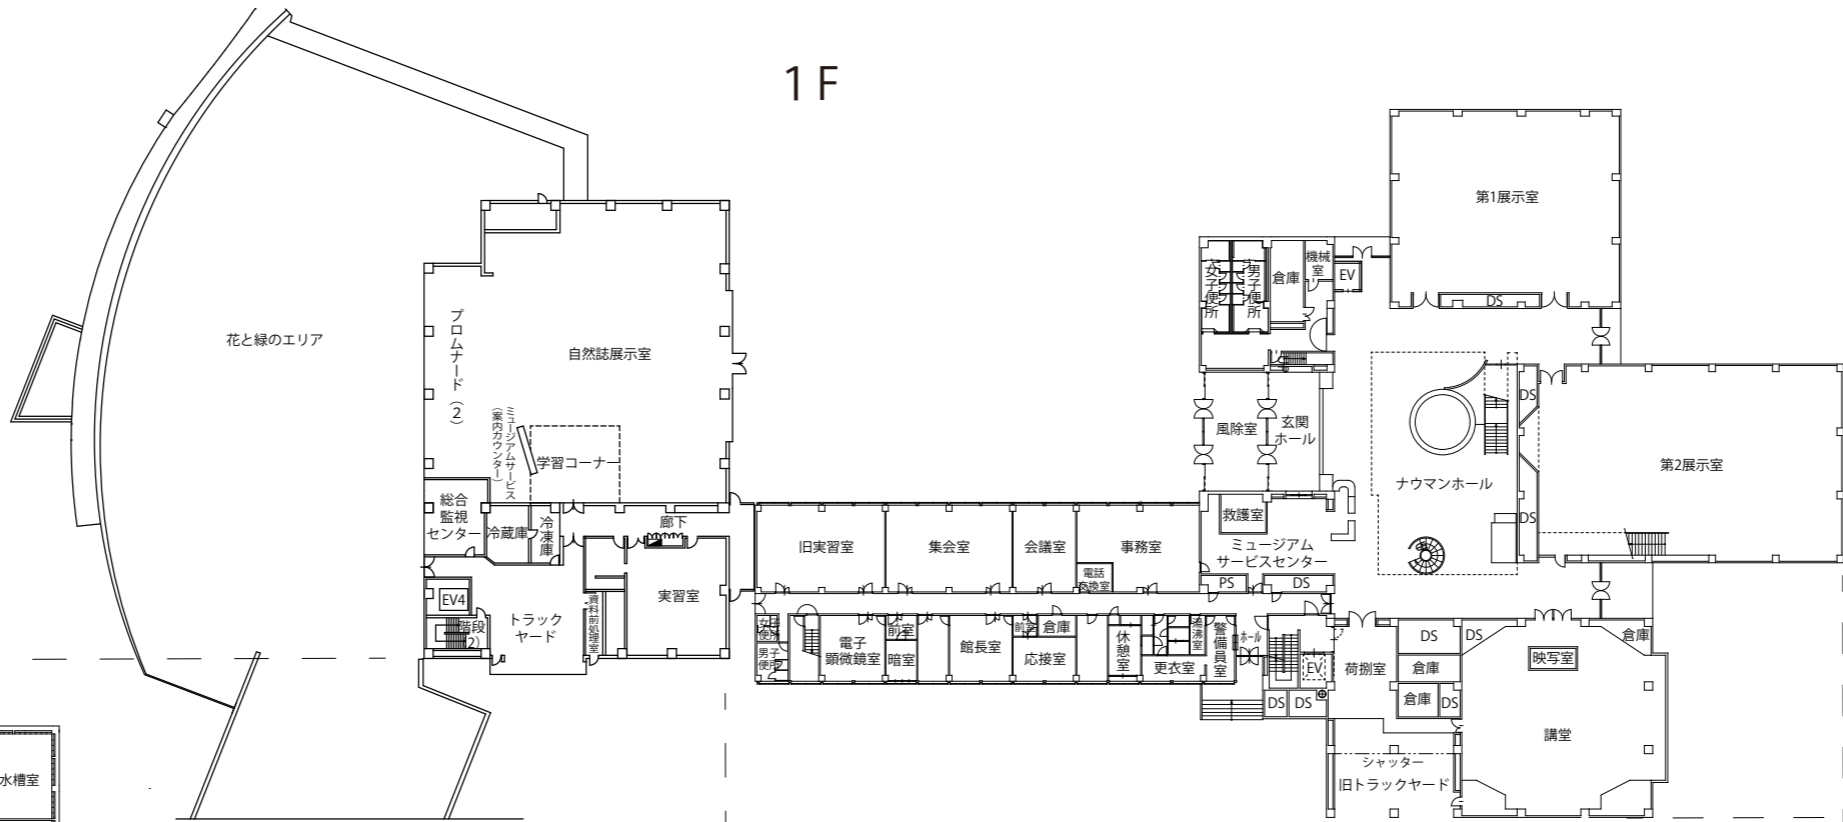 1F
第1展示室
女子便所
男子便所
倉庫
機械
室
EV
DS
花と緑のエリア
プロムナード(2)
自然誌展示室
ミュージアムサービス
(案内カウンター)
学習コーナー
風除室
玄関
ホール
DS
第2展示室
ナウマンホール
DS
総合
監視
センター
冷蔵庫
冷凍庫
廊下
旧実習室
集会室
会議室
事務室
電話
交換室
救護室
ミュージアム
サービスセンター
PS
DS
EV4
階段
(2)
トラック
ヤード
資料前処理室
実習室
女子
便所
男子
便所
電子
顕微鏡室
前室
暗室
館長室
前室
倉庫
応接室
休憩室
湯沸室
更衣室
警備員室
ホール
EV
DS
DS
荷捌室
DS
倉庫
倉庫
DS
DS
映写室
倉庫
講堂
シャッター
旧トラックヤード
水槽室